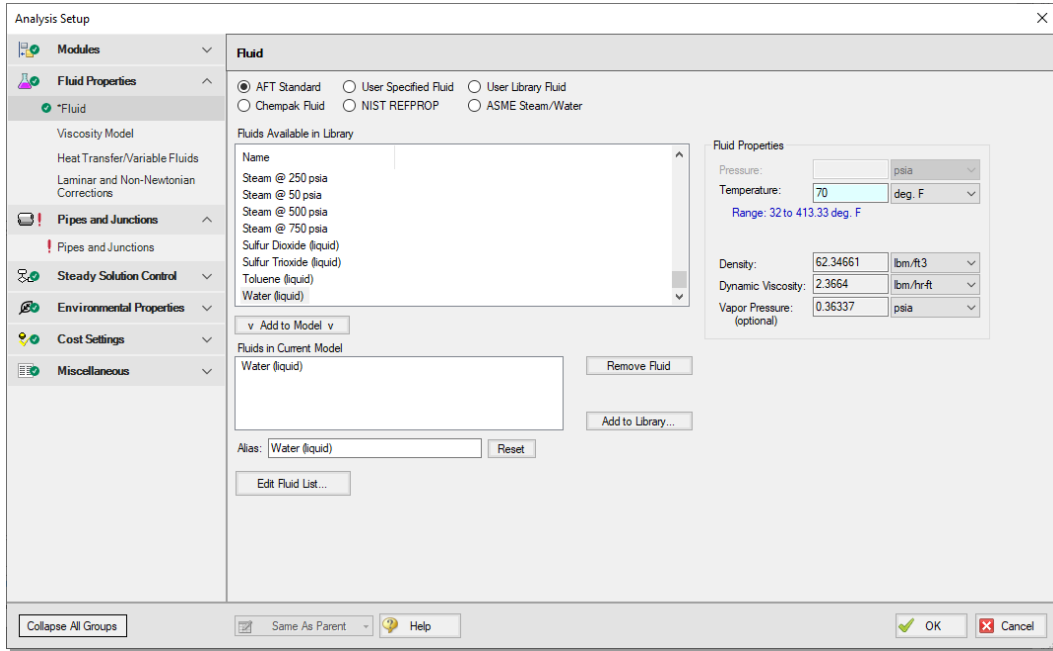 Analysis Setup
Modules
Fluid Properties
*Fluid
Viscosity Model
Heat Transfer/Variable Fluids
Laminar and Non-Newtonian
Corrections
Pipes and Junctions
Pipes and Junctions
Steady Solution Control
Environmental Properties
Cost Settings
Miscellaneous
Collapse All Groups
Fluid
AFT Standard
User Specified Fluid
User Library Fluid
Chempak Fluid
NIST REFPROP
ASME Steam/Water
Fluids Available in Library
Name
Steam @ 250 psia
Steam @ 50 psia
Steam @ 500 psia
Steam @ 750 psia
Sulfur Dioxide (liquid)
Sulfur Trioxide (liquid)
Toluene (liquid)
Water (liquid)
v Add to Model v
Fluids in Current Model
Water (liquid)
Remove Fluid
Add to Library...
Alias: Water (liquid) Reset
Edit Fluid List...
Fluid Properties
Pressure: psia
Temperature: 70 deg. F
Range: 32 to 413.33 deg. F
Density: 62.34661 lbm/ft3
Dynamic Viscosity: 2.3664 lbm/hr-ft
Vapor Pressure: 0.36337 psia
(optional)
Same As Parent
Help
OK
Cancel